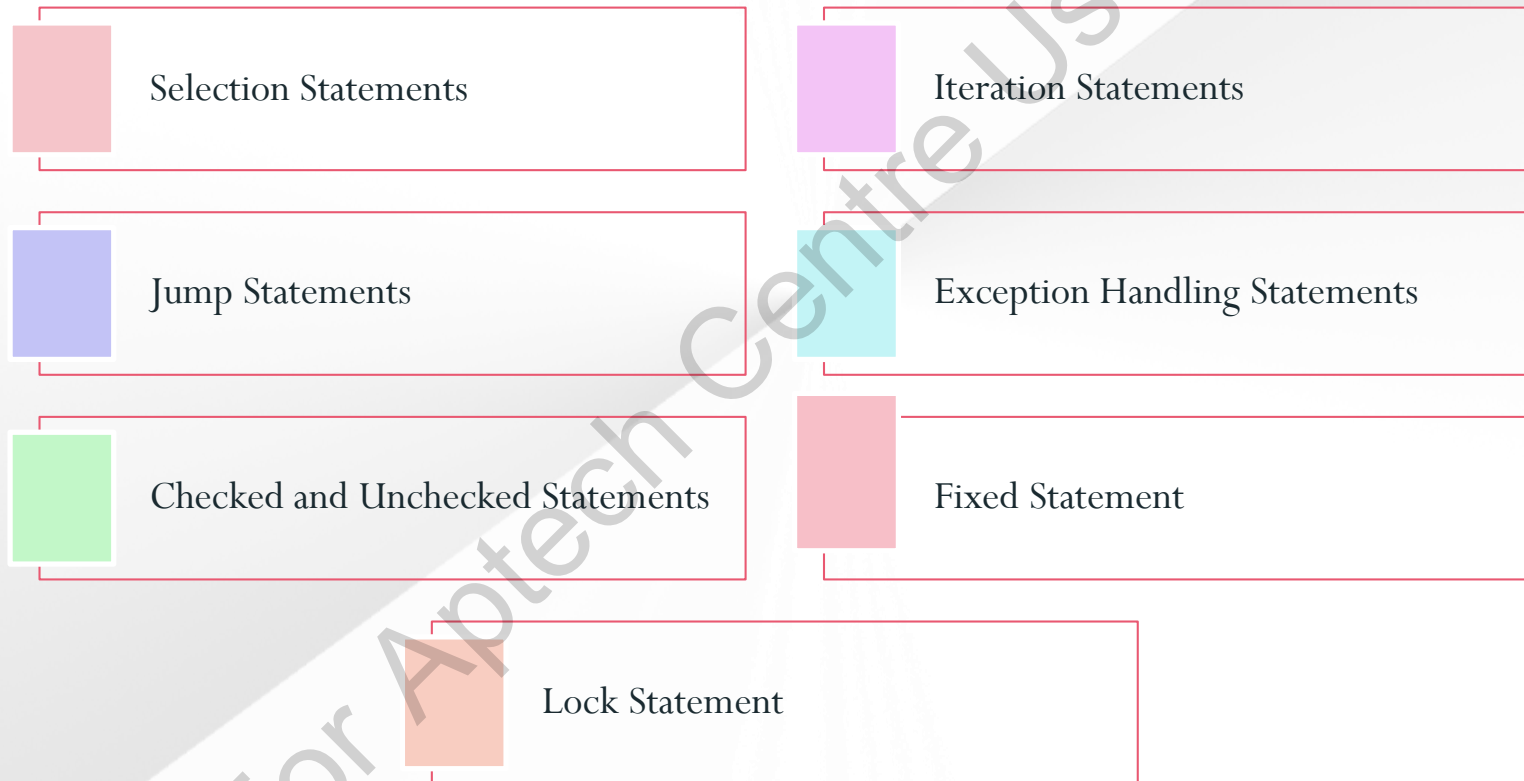 Selection Statements
Iteration Statements
Jump Statements
Exception Handling Statements
Checked and Unchecked Statements
Fixed Statement
Lock Statement
For Aptech Centre Us